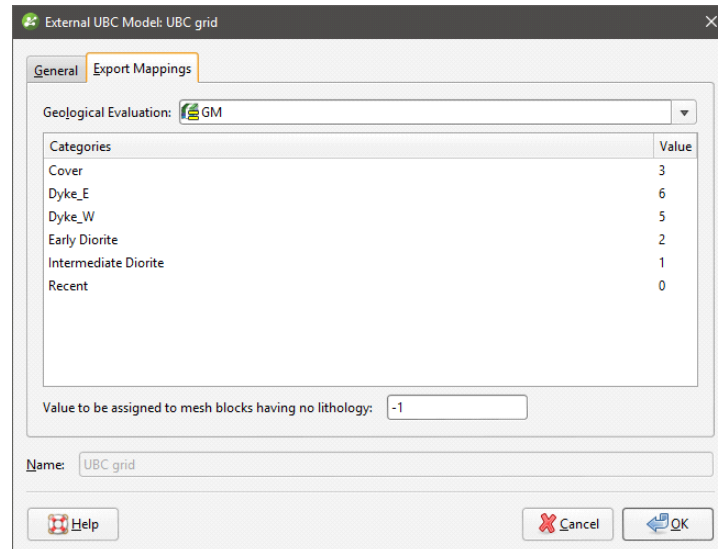 External UBC Model: UBC grid
General Export Mappings
Geological Evaluation: GM
Categories Value
Cover 3
Dyke_E 6
Dyke_W 5
Early Diorite 2
Intermediate Diorite 1
Recent 0
Value to be assigned to mesh blocks having no lithology: -1
Name: UBC grid
Help Cancel OK